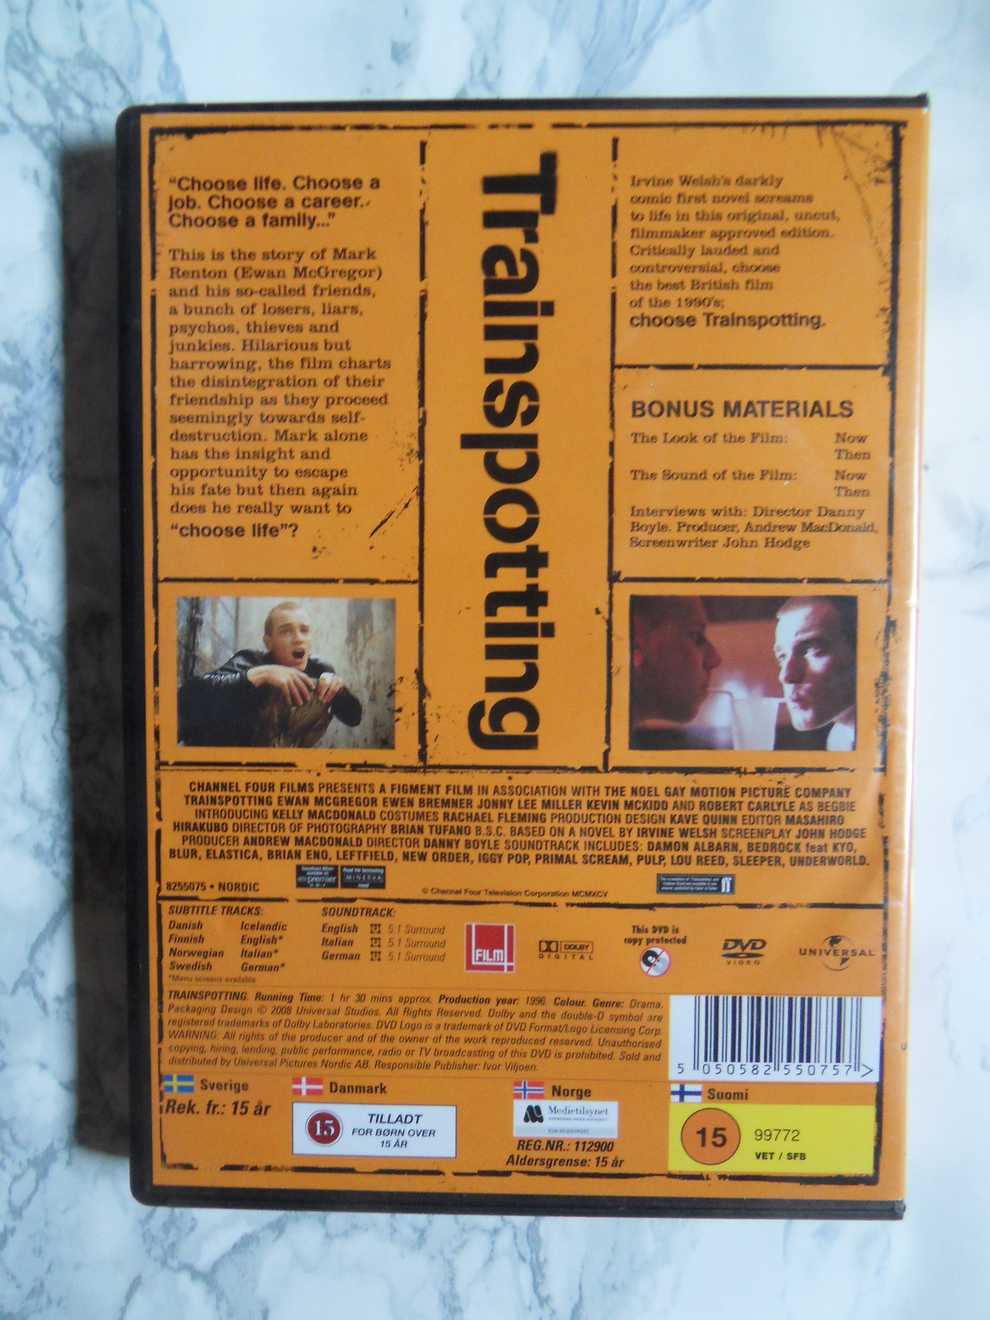 "Choose life. Choose a
job. Choose a career.
Choose a family..."
This is the story of Mark
Renton (Ewan McGregor)
and his so-called friends,
a bunch of losers, liars,
psychos, thieves and
junkies. Hilarious but
harrowing, the film charts
the disintegration of their
friendship as they proceed
seemingly towards self-
destruction. Mark alone
has the insight and
opportunity to escape
his fate but then again
does he really want to
"choose life"?
Trainspotting
Irvine Welsh's darkly
comic first novel screams
to life in this original, uncut,
filmmaker approved edition.
Critically lauded and
controversial, choose
the best British film
of the 1990's;
choose Trainspotting.
BONUS MATERIALS
The Look of the Film: Now
Then
The Sound of the Film: Now
Then
Interviews with: Director Danny
Boyle. Producer, Andrew MacDonald,
Screenwriter John Hodge
CHANNEL FOUR FILMS PRESENTS A FIGMENT FILM IN ASSOCIATION WITH THE NOEL GAY MOTION PICTURE COMPANY
TRAINSPOTTING EWAN MCGREGOR EWEN BREMNER JONNY LEE MILLER KEVIN MCKIDD AND ROBERT CARLYLE AS BEGBIE
INTRODUCING KELLY MACDONALD COSTUMES RACHAEL FLEMING PRODUCTION DESIGN KAVE QUINN EDITOR MASAHIRO
HIRAKUBO DIRECTOR OF PHOTOGRAPHY BRIAN TUFANO B.S.C. BASED ON A NOVEL BY IRVINE WELSH SCREENPLAY JOHN HODGE
PRODUCER ANDREW MACDONALD DIRECTOR DANNY BOYLE SOUNDTRACK INCLUDES: DAMON ALBARN, BEDROCK feat KYO,
BLUR, ELASTICA, BRIAN ENO, LEFTFIELD, NEW ORDER, IGGY POP, PRIMAL SCREAM, PULP, LOU REED, SLEEPER, UNDERWORLD.
8255075 • NORDIC
© Channel Four Television Corporation MCMXCV
SUBTITLE TRACKS:
Danish Icelandic
Finnish English*
Norwegian Italian*
Swedish German*
*Menu screens available
SOUNDTRACK:
English 5.1 Surround
Italian 5.1 Surround
German 5.1 Surround
FILM
DOLBY
DIGITAL
This DVD is
copy protected
DVD
VIDEO
UNIVERSAL
TRAINSPOTTING. Running Time: 1 hr 30 mins approx. Production year: 1996. Colour. Genre: Drama.
Packaging Design © 2008 Universal Studios. All Rights Reserved. Dolby and the double-D symbol are
registered trademarks of Dolby Laboratories. DVD Logo is a trademark of DVD Format/Logo Licensing Corp.
WARNING: All rights of the producer and of the owner of the work reproduced reserved. Unauthorised
copying, hiring, lending, public performance, radio or TV broadcasting of this DVD is prohibited. Sold and
distributed by Universal Pictures Nordic AB. Responsible Publisher: Ivor Viljoen.
5 050582 550757 >
Sverige
Rek. fr.: 15 år
Danmark
15
TILLADT
FOR BØRN OVER
15 ÅR
Norge
Medietilsynet
REG.NR.: 112900
Aldersgrense: 15 år
Suomi
15
99772
VET / SFB